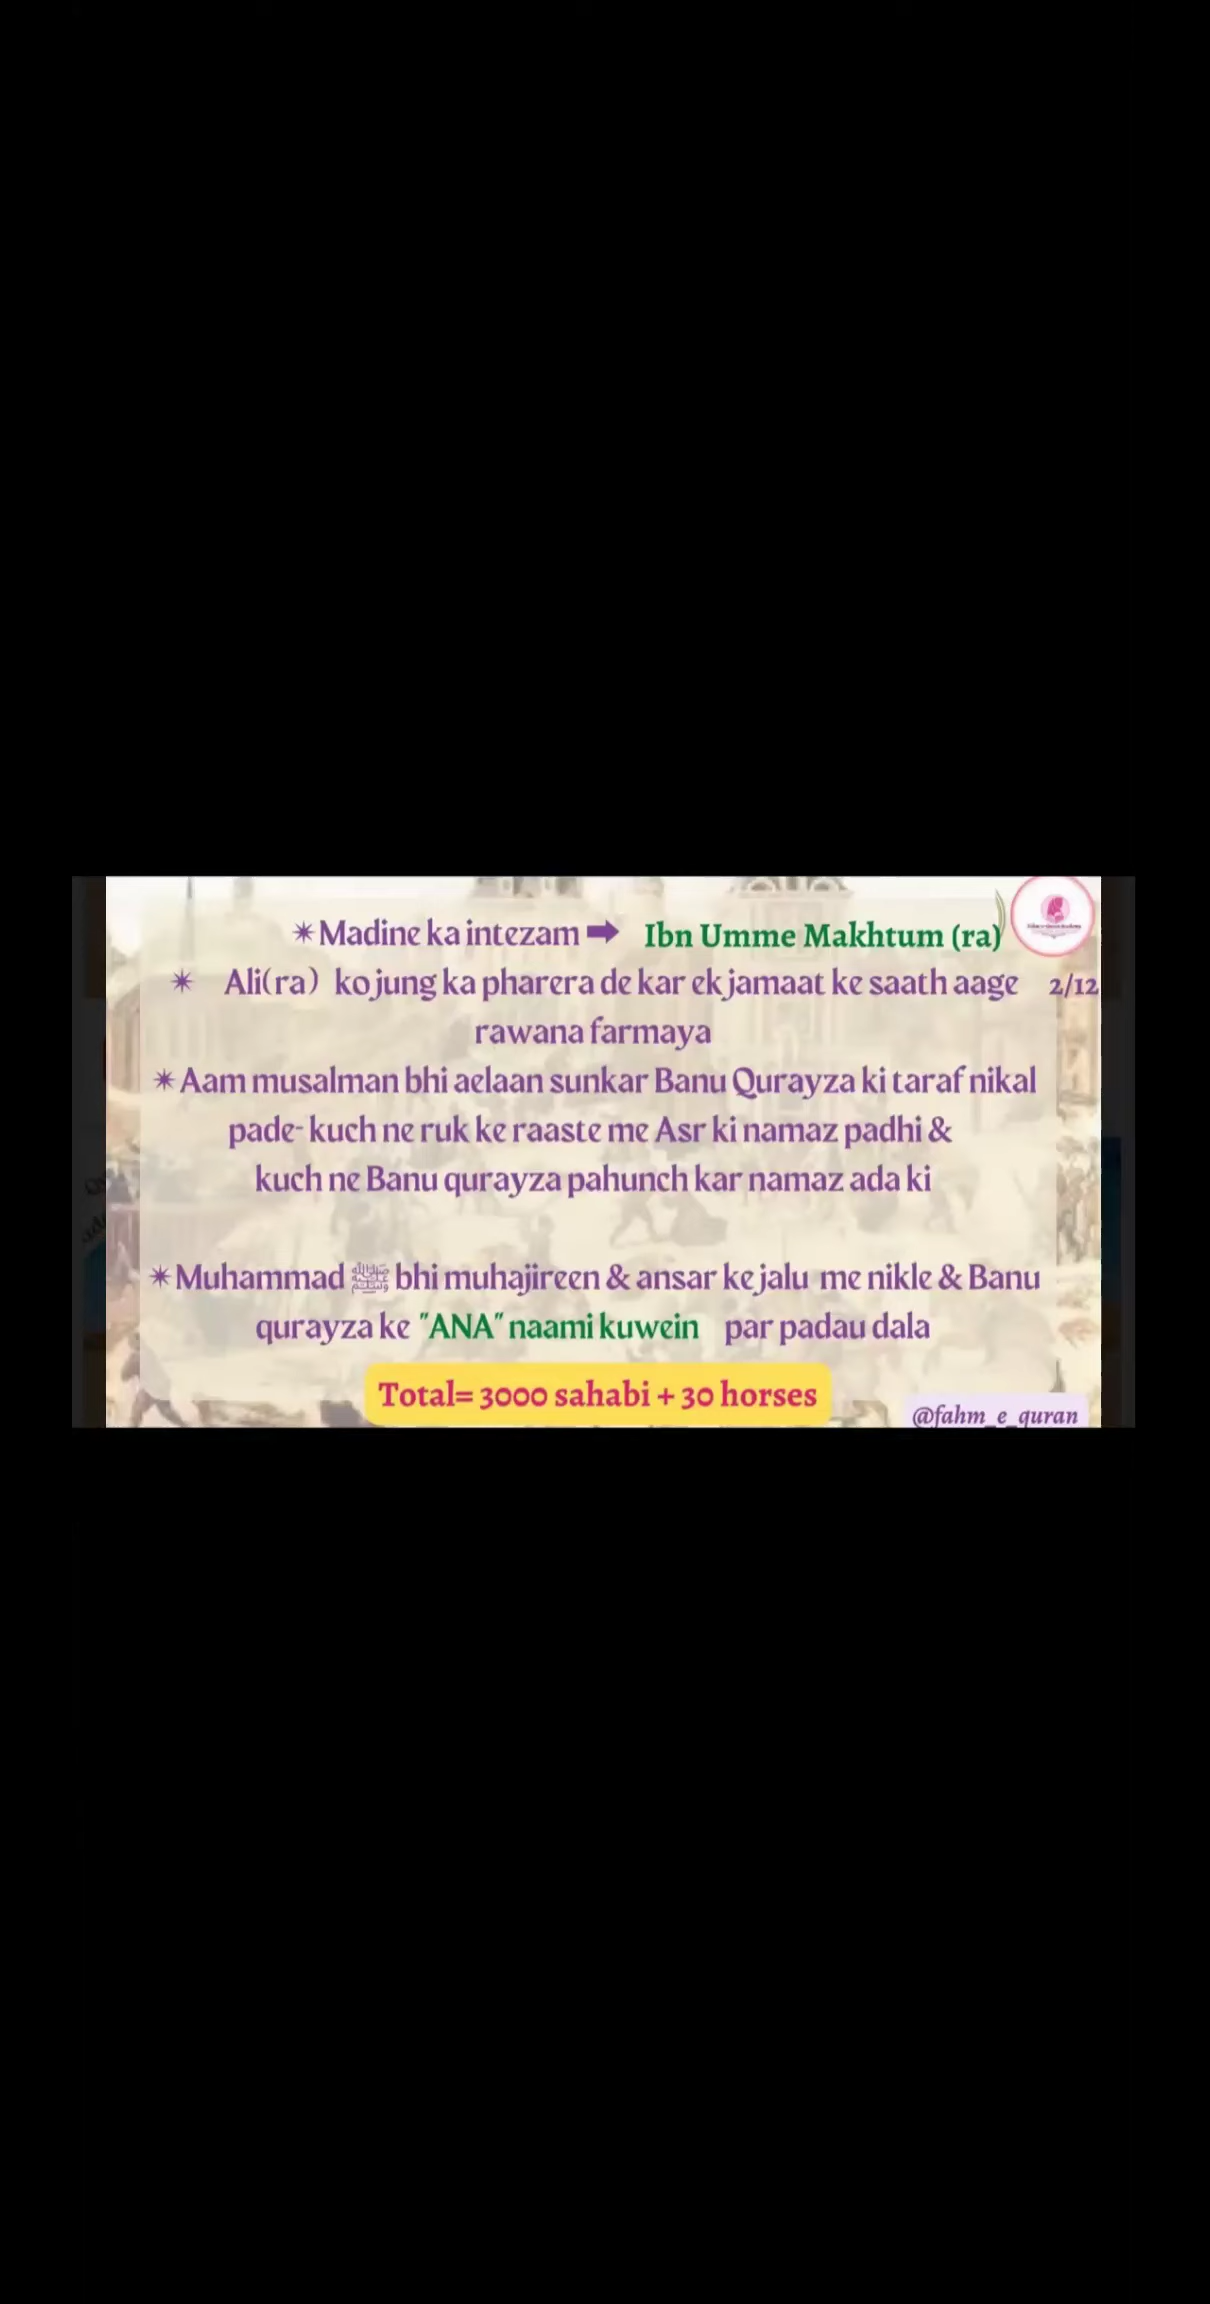 ✴Madine ka intezam ➡ Ibn Umme Makhtum (ra)
✴ Ali(ra) ko jung ka pharera de kar ek jamaat ke saath aage 2/12
rawana farmaya
✴Aam musalman bhi aelaan sunkar Banu Qurayza ki taraf nikal
pade- kuch ne ruk ke raaste me Asr ki namaz padhi &
kuch ne Banu qurayza pahunch kar namaz ada ki
✴Muhammad ﷺ bhi muhajireen & ansar ke jalu me nikle & Banu
qurayza ke "ANA" naami kuwein par padau dala
Total= 3000 sahabi + 30 horses
@fahm_e_quran